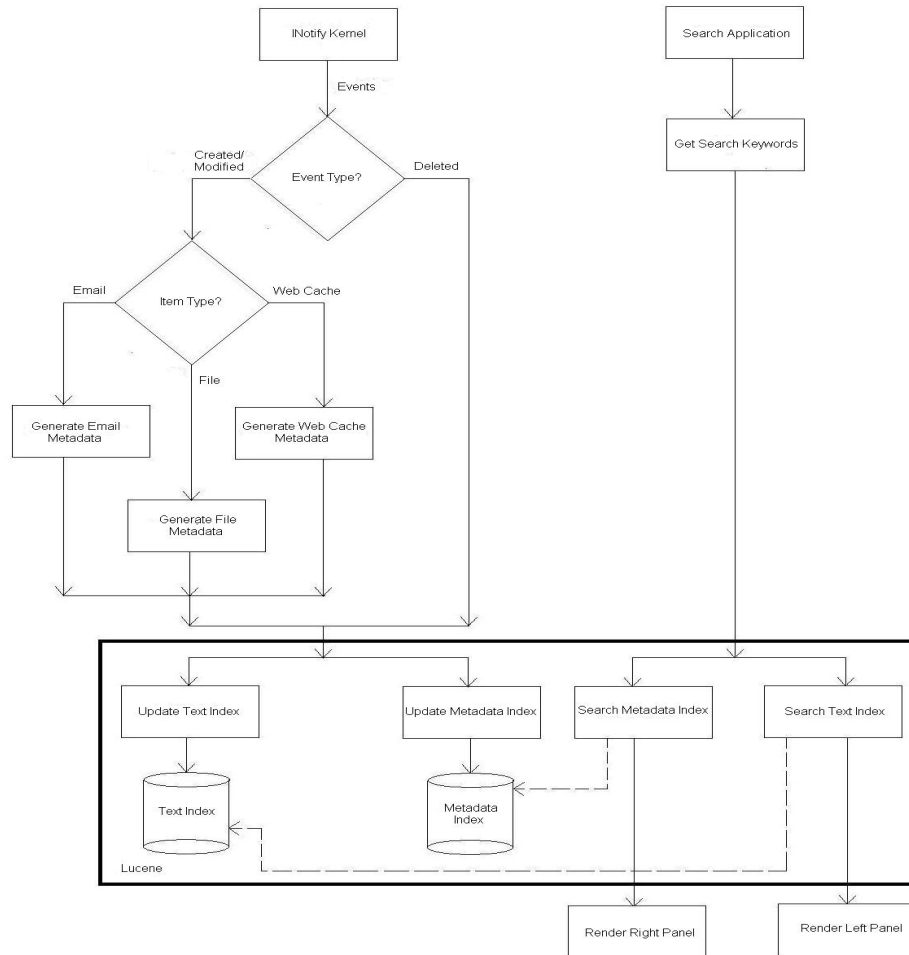 INotify Kernel
Search Application
Events
Get Search Keywords
Created/
Modified
Event Type?
Deleted
Email
Item Type?
Web Cache
File
Generate Email
Metadata
Generate Web Cache
Metadata
Generate File
Metadata
Update Text Index
Update Metadata Index
Search Metadata Index
Search Text Index
Text Index
Metadata
Index
Lucene
Render Right Panel
Render Left Panel